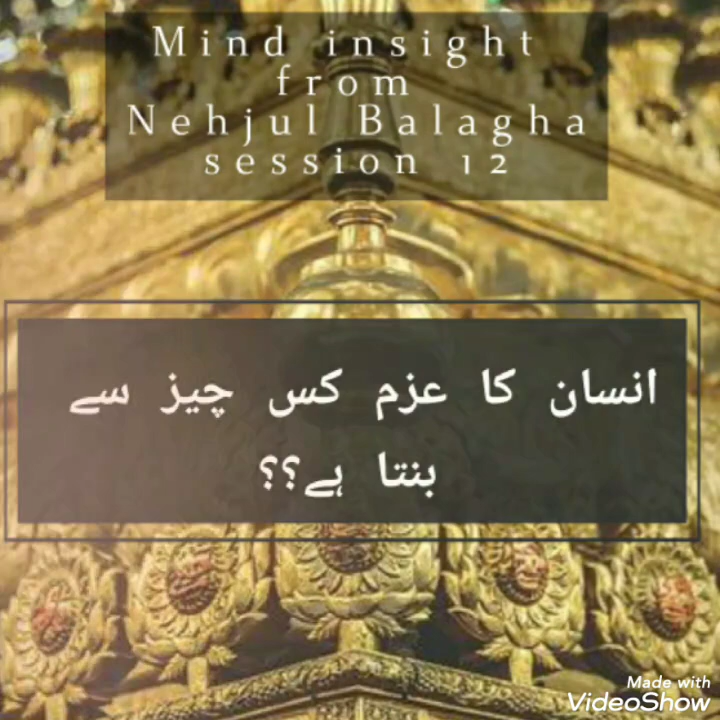 Mind insight
from
Nehjul Balagha
session 12
انسان کا عزم کس چیز سے
بنتا ہے؟؟
Made with
VideoShow